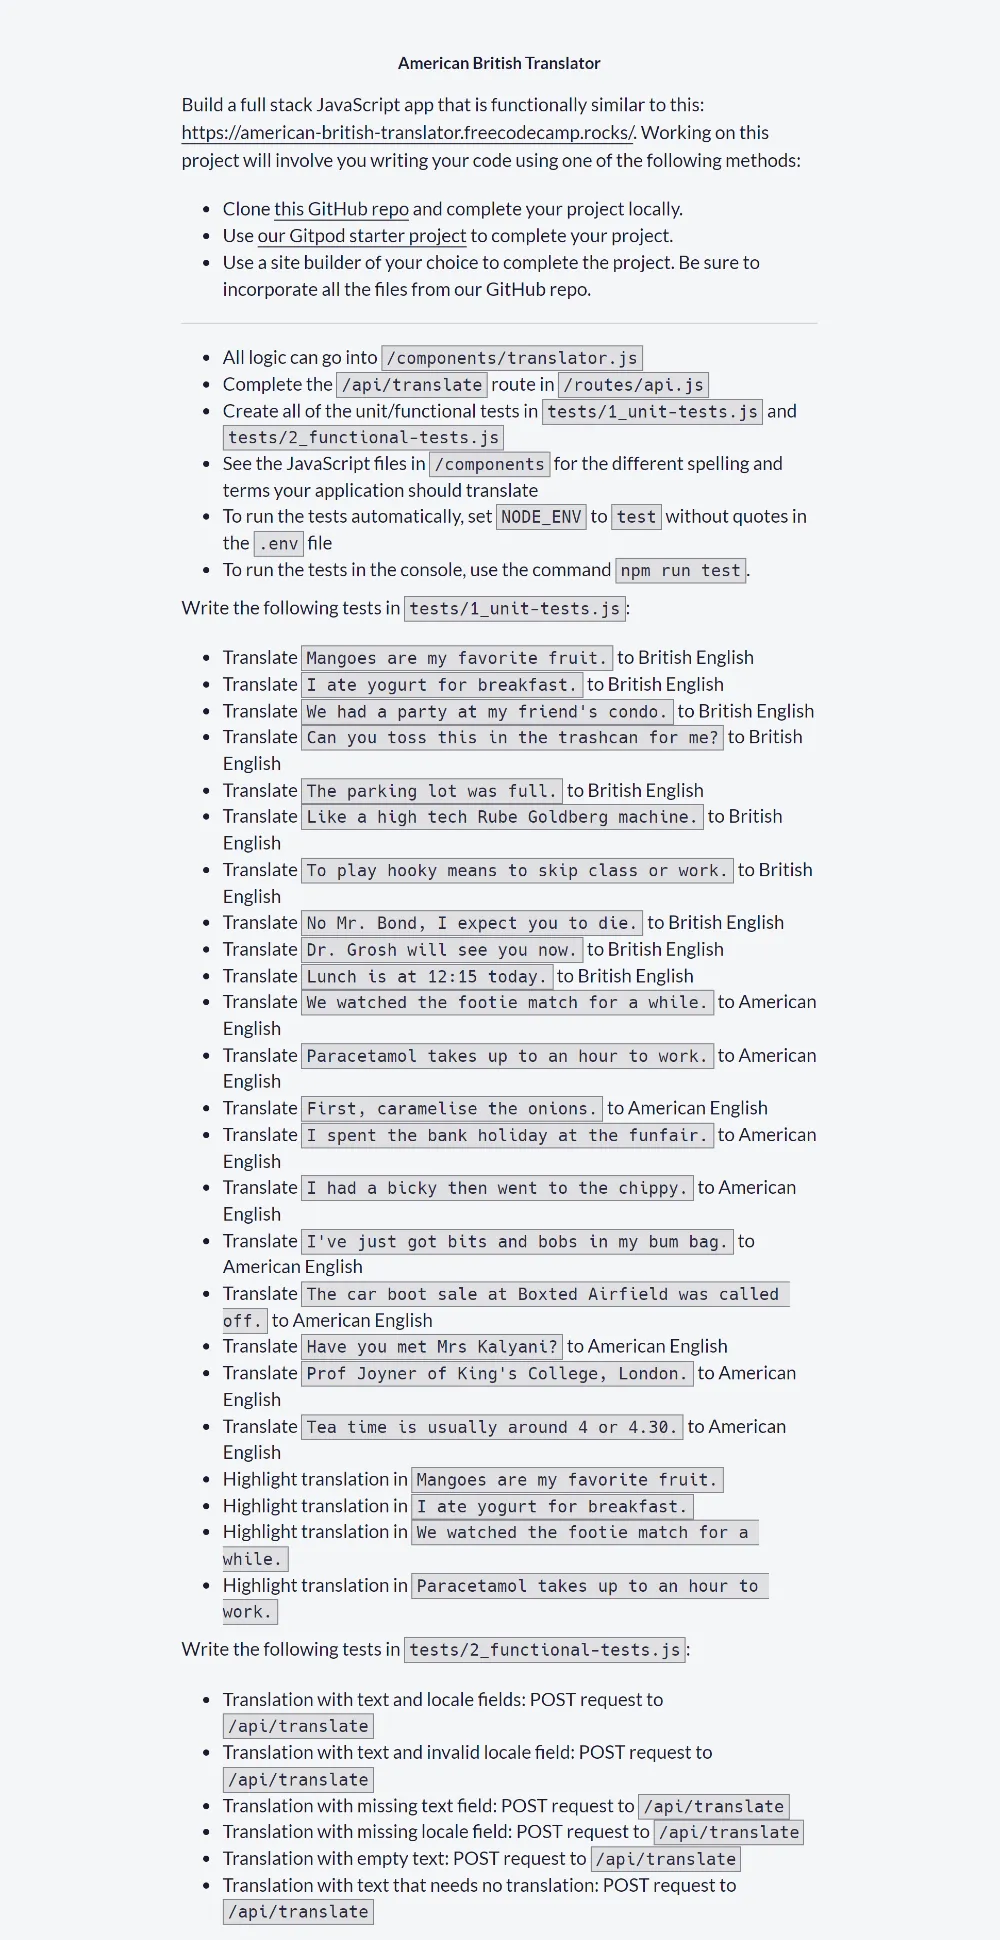 American British Translator
Build a full stack JavaScript app that is functionally similar to this:
https://american-british-translator.freecodecamp.rocks/. Working on this
project will involve you writing your code using one of the following methods:
• Clone this GitHub repo and complete your project locally.
• Use our Gitpod starter project to complete your project.
• Use a site builder of your choice to complete the project. Be sure to
incorporate all the files from our GitHub repo.
• All logic can go into /components/translator.js
• Complete the /api/translate route in /routes/api.js
• Create all of the unit/functional tests in tests/1_unit-tests.js and
tests/2_functional-tests.js
• See the JavaScript files in /components for the different spelling and
terms your application should translate
• To run the tests automatically, set NODE_ENV to test without quotes in
the .env file
• To run the tests in the console, use the command npm run test.
Write the following tests in tests/1_unit-tests.js:
• Translate Mangoes are my favorite fruit. to British English
• Translate I ate yogurt for breakfast. to British English
• Translate We had a party at my friend's condo. to British English
• Translate Can you toss this in the trashcan for me? to British
English
• Translate The parking lot was full. to British English
• Translate Like a high tech Rube Goldberg machine. to British
English
• Translate To play hooky means to skip class or work. to British
English
• Translate No Mr. Bond, I expect you to die. to British English
• Translate Dr. Grosh will see you now. to British English
• Translate Lunch is at 12:15 today. to British English
• Translate We watched the footie match for a while. to American
English
• Translate Paracetamol takes up to an hour to work. to American
English
• Translate First, caramelise the onions. to American English
• Translate I spent the bank holiday at the funfair. to American
English
• Translate I had a bicky then went to the chippy. to American
English
• Translate I've just got bits and bobs in my bum bag. to
American English
• Translate The car boot sale at Boxted Airfield was called
off. to American English
• Translate Have you met Mrs Kalyani? to American English
• Translate Prof Joyner of King's College, London. to American
English
• Translate Tea time is usually around 4 or 4.30. to American
English
• Highlight translation in Mangoes are my favorite fruit.
• Highlight translation in I ate yogurt for breakfast.
• Highlight translation in We watched the footie match for a
while.
• Highlight translation in Paracetamol takes up to an hour to
work.
Write the following tests in tests/2_functional-tests.js:
• Translation with text and locale fields: POST request to
/api/translate
• Translation with text and invalid locale field: POST request to
/api/translate
• Translation with missing text field: POST request to /api/translate
• Translation with missing locale field: POST request to /api/translate
• Translation with empty text: POST request to /api/translate
• Translation with text that needs no translation: POST request to
/api/translate